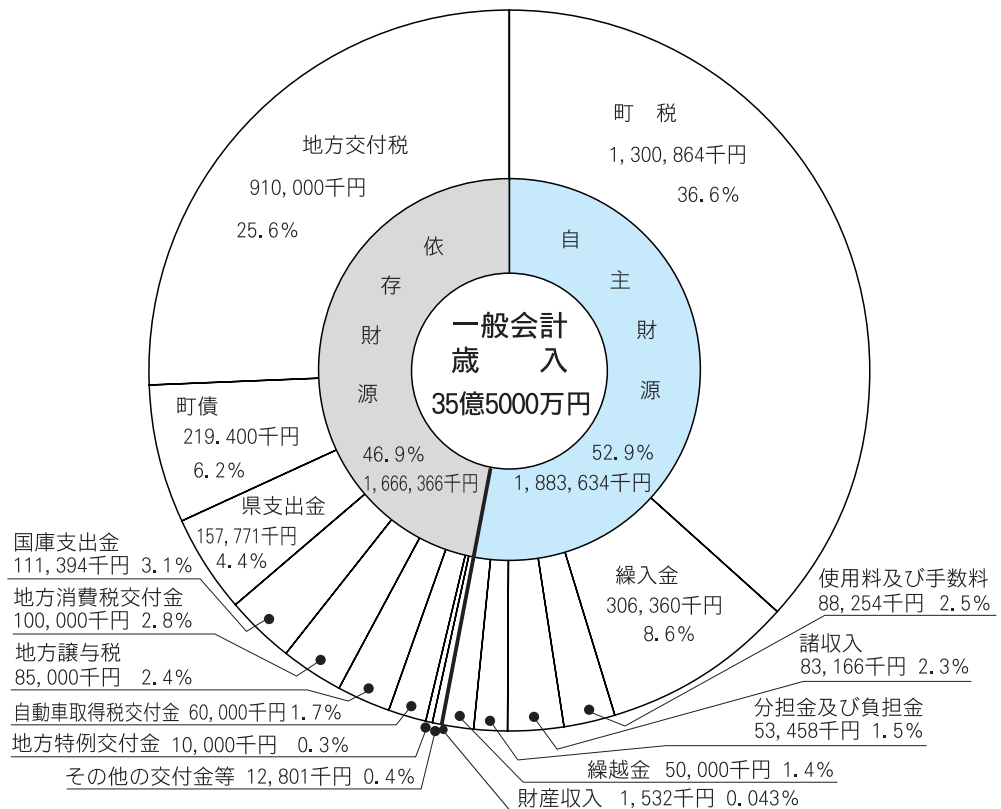 町 税
1,300,864千円
36.6%
地方交付税
910,000千円
25.6%
依存財源
自主財源
一般会計
歳 入
35億5000万円
46.9%
1,666,366千円
52.9%
1,883,634千円
町債
219.400千円
6.2%
県支出金
157,771千円
4.4%
国庫支出金
111,394千円 3.1%
地方消費税交付金
100,000千円 2.8%
地方譲与税
85,000千円 2.4%
自動車取得税交付金 60,000千円 1.7%
地方特例交付金 10,000千円 0.3%
その他の交付金等 12,801千円 0.4%
繰入金
306,360千円
8.6%
使用料及び手数料
88,254千円 2.5%
諸収入
83,166千円 2.3%
分担金及び負担金
53,458千円 1.5%
繰越金 50,000千円 1.4%
財産収入 1,532千円 0.043%